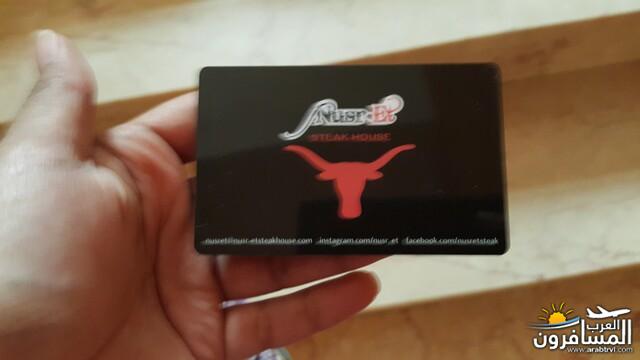 Nusr-Et
STEAK HOUSE
nusret@nusr-etsteakhouse.com instagram.com/nusr_et facebook.com/nusretsteak
العرب
المسافرون
www.arabtrvl.com